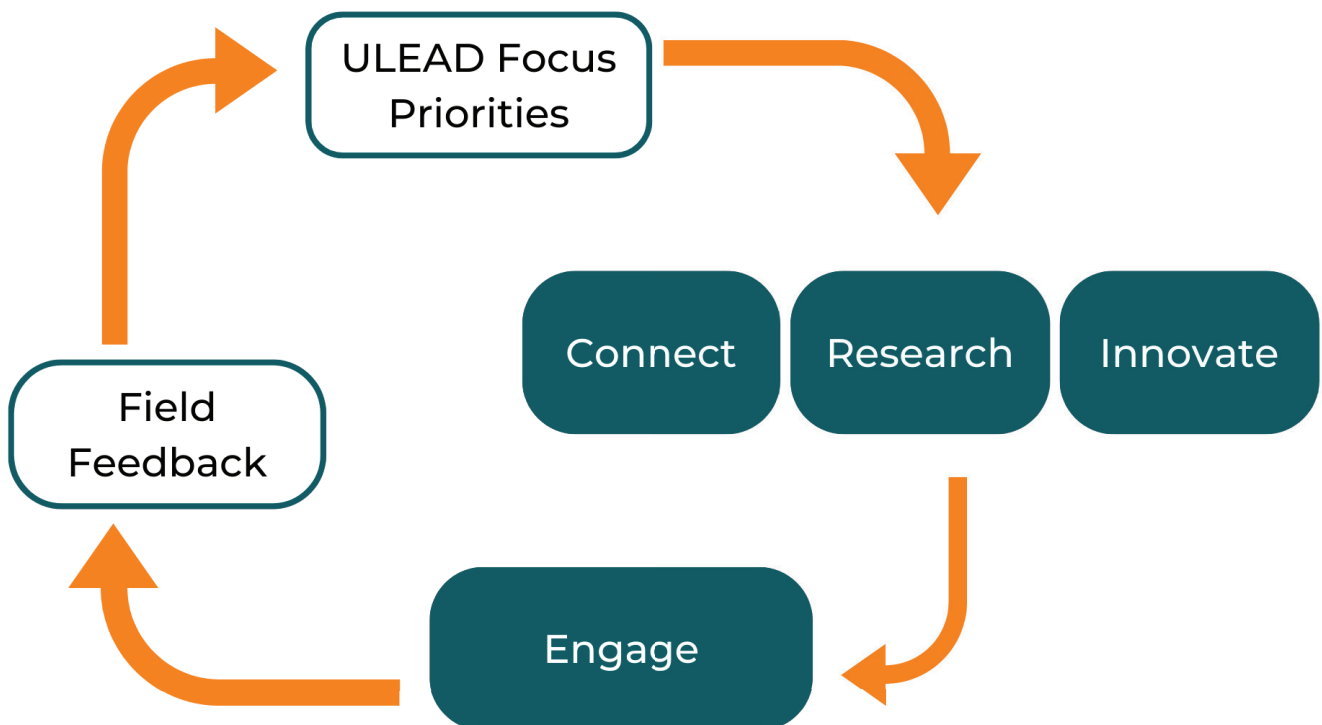 ULEAD Focus
Priorities
Connect
Research
Innovate
Engage
Field
Feedback